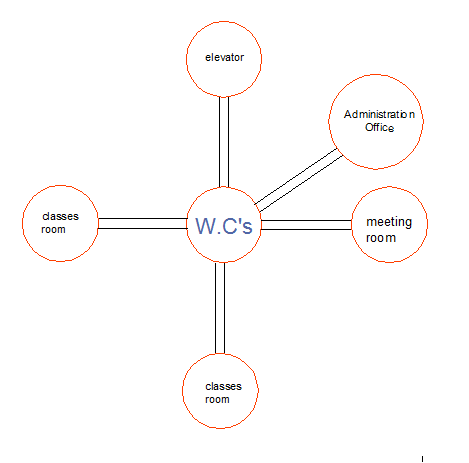 elevator
Administration
Office
classes
room
W.C's
meeting
room
classes
room